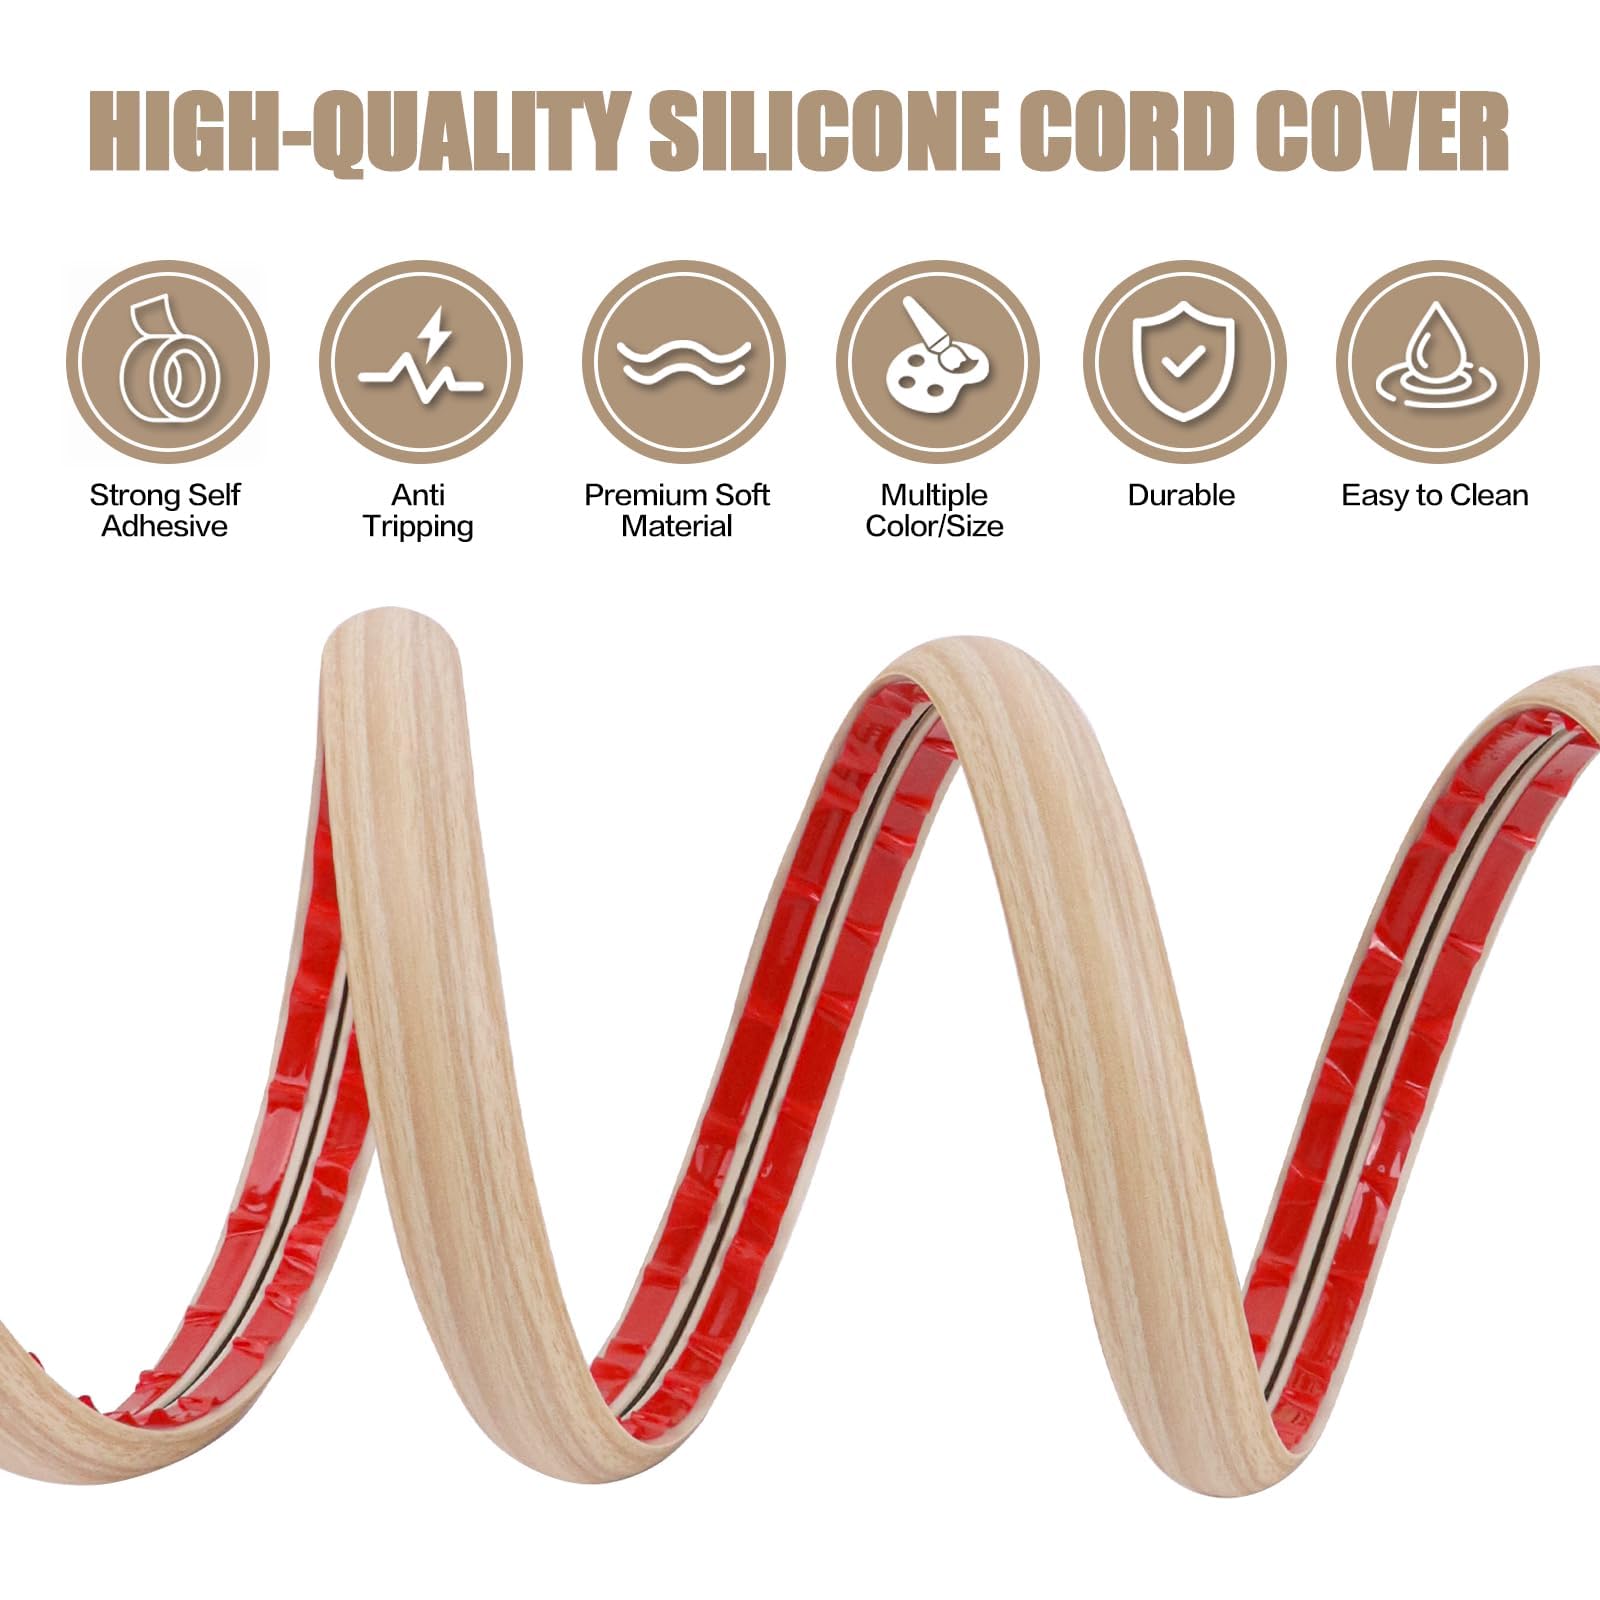 HIGH-QUALITY SILICONE CORD COVER
Strong Self
Adhesive
Anti
Tripping
Premium Soft
Material
Multiple
Color/Size
Durable
Easy to Clean